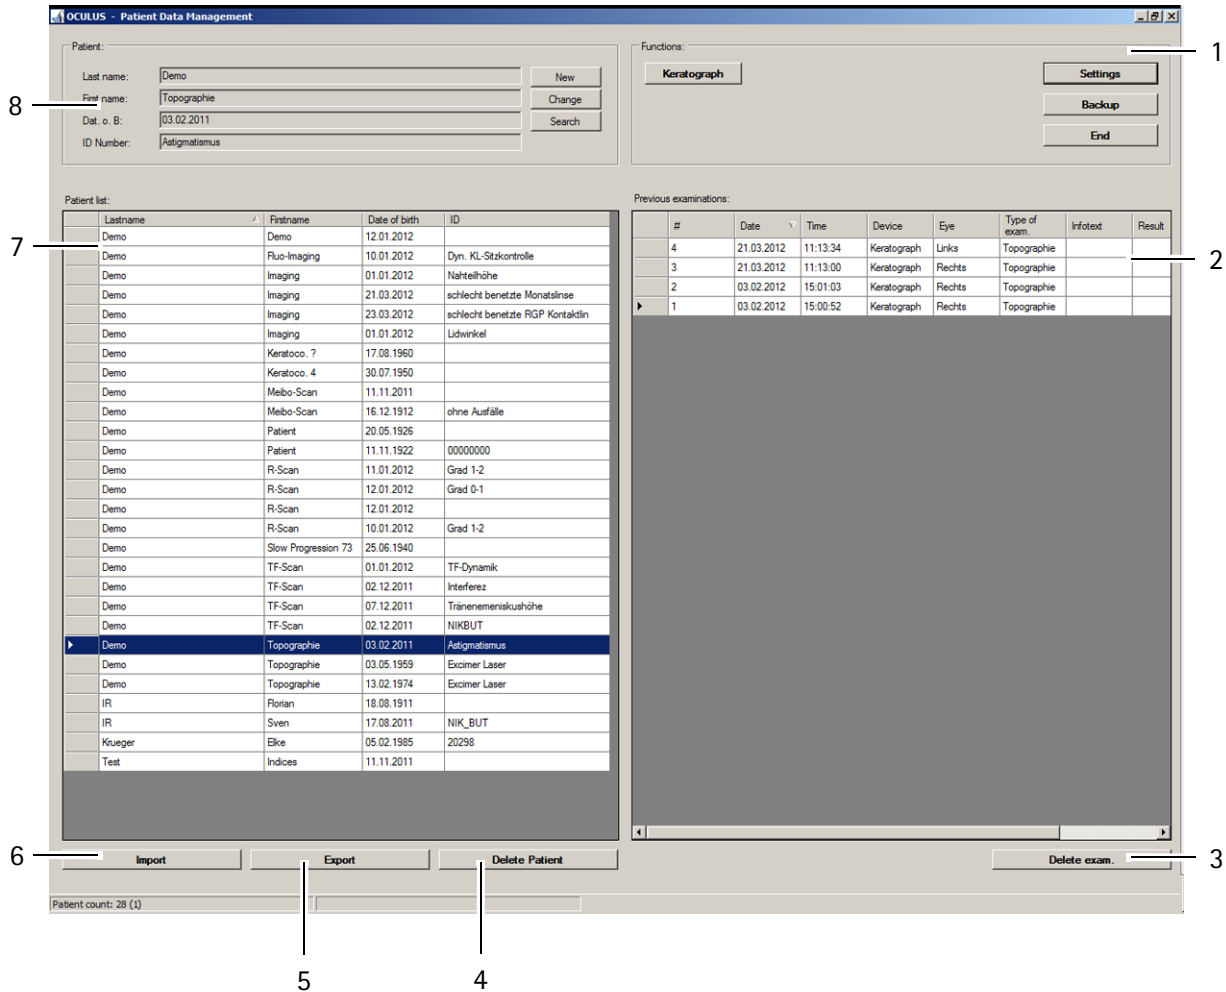 OCULUS - Patient Data Management
Patient:
Last name: Demo New
First name: Topographie Change
Dat. o. B: 03.02.2011 Search
ID Number: Astigmatismus
Functions:
Keratograph Settings
Backup
End
1
8
Patient list:
Lastname Firstname Date of birth ID
Demo Demo 12.01.2012
Demo Fluo-Imaging 10.01.2012 Dyn. KL-Sitzkontrolle
Demo Imaging 01.01.2012 Nahteilhöhe
Demo Imaging 21.03.2012 schlecht benetzte Monatslinse
Demo Imaging 23.03.2012 schlecht benetzte RGP Kontaktlin
Demo Imaging 01.01.2012 Lidwinkel
Demo Keratoco. ? 17.08.1960
Demo Keratoco. 4 30.07.1950
Demo Meibo-Scan 11.11.2011
Demo Meibo-Scan 16.12.1912 ohne Ausfälle
Demo Patient 20.05.1926
Demo Patient 11.11.1922 00000000
Demo R-Scan 11.01.2012 Grad 1-2
Demo R-Scan 12.01.2012 Grad 0-1
Demo R-Scan 12.01.2012
Demo R-Scan 10.01.2012 Grad 1-2
Demo Slow Progression 73 25.06.1940
Demo TF-Scan 01.01.2012 TF-Dynamik
Demo TF-Scan 02.12.2011 Interferez
Demo TF-Scan 07.12.2011 Tränenemeniskushöhe
Demo TF-Scan 02.12.2011 NIKBUT
Demo Topographie 03.02.2011 Astigmatismus
Demo Topographie 03.05.1959 Excimer Laser
Demo Topographie 13.02.1974 Excimer Laser
IR Florian 18.08.1911
IR Sven 17.08.2011 NIK_BUT
Krueger Elke 05.02.1985 20298
Test Indices 11.11.2011
7
Previous examinations:
# Date Time Device Eye Type of exam. Infotext Result
4 21.03.2012 11:13:34 Keratograph Links Topographie
3 21.03.2012 11:13:00 Keratograph Rechts Topographie
2 03.02.2012 15:01:03 Keratograph Rechts Topographie
1 03.02.2012 15:00:52 Keratograph Rechts Topographie
2
6 Import Export Delete Patient Delete exam. 3
Patient count: 28 (1)
5 4